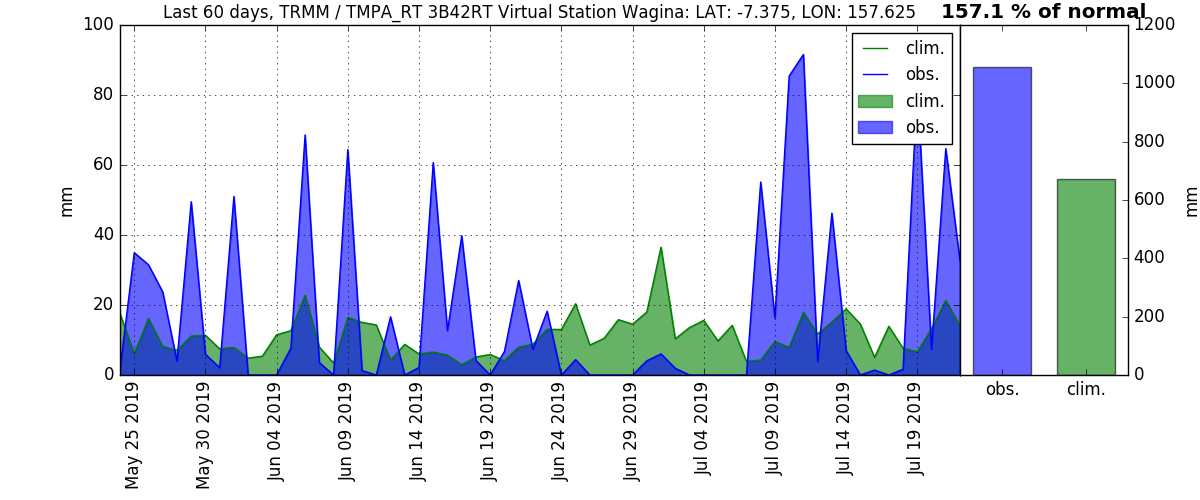 Last 60 days, TRMM / TMPA_RT 3B42RT Virtual Station Wagina: LAT: -7.375, LON: 157.625
157.1 % of normal
100
80
60
40
20
0
mm
clim.
obs.
clim.
obs.
1200
1000
800
600
400
200
0
mm
May 25 2019
May 30 2019
Jun 04 2019
Jun 09 2019
Jun 14 2019
Jun 19 2019
Jun 24 2019
Jun 29 2019
Jul 04 2019
Jul 09 2019
Jul 14 2019
Jul 19 2019
obs.
clim.